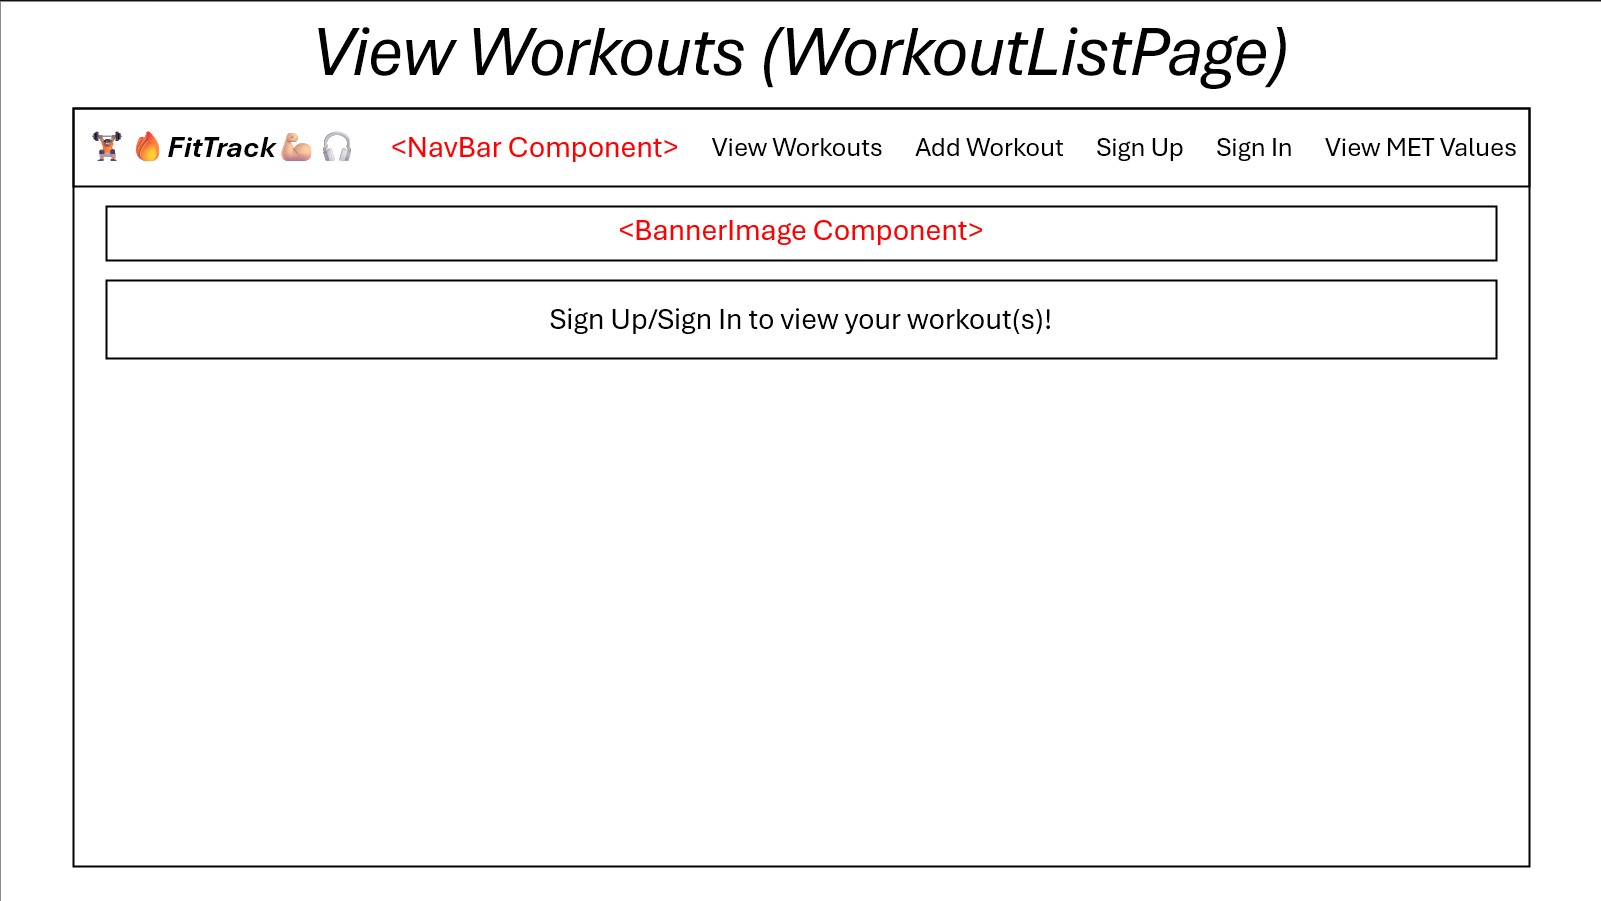 View Workouts (WorkoutListPage)
FitTrack <NavBar Component> View Workouts Add Workout Sign Up Sign In View MET Values
<BannerImage Component>
Sign Up/Sign In to view your workout(s)!